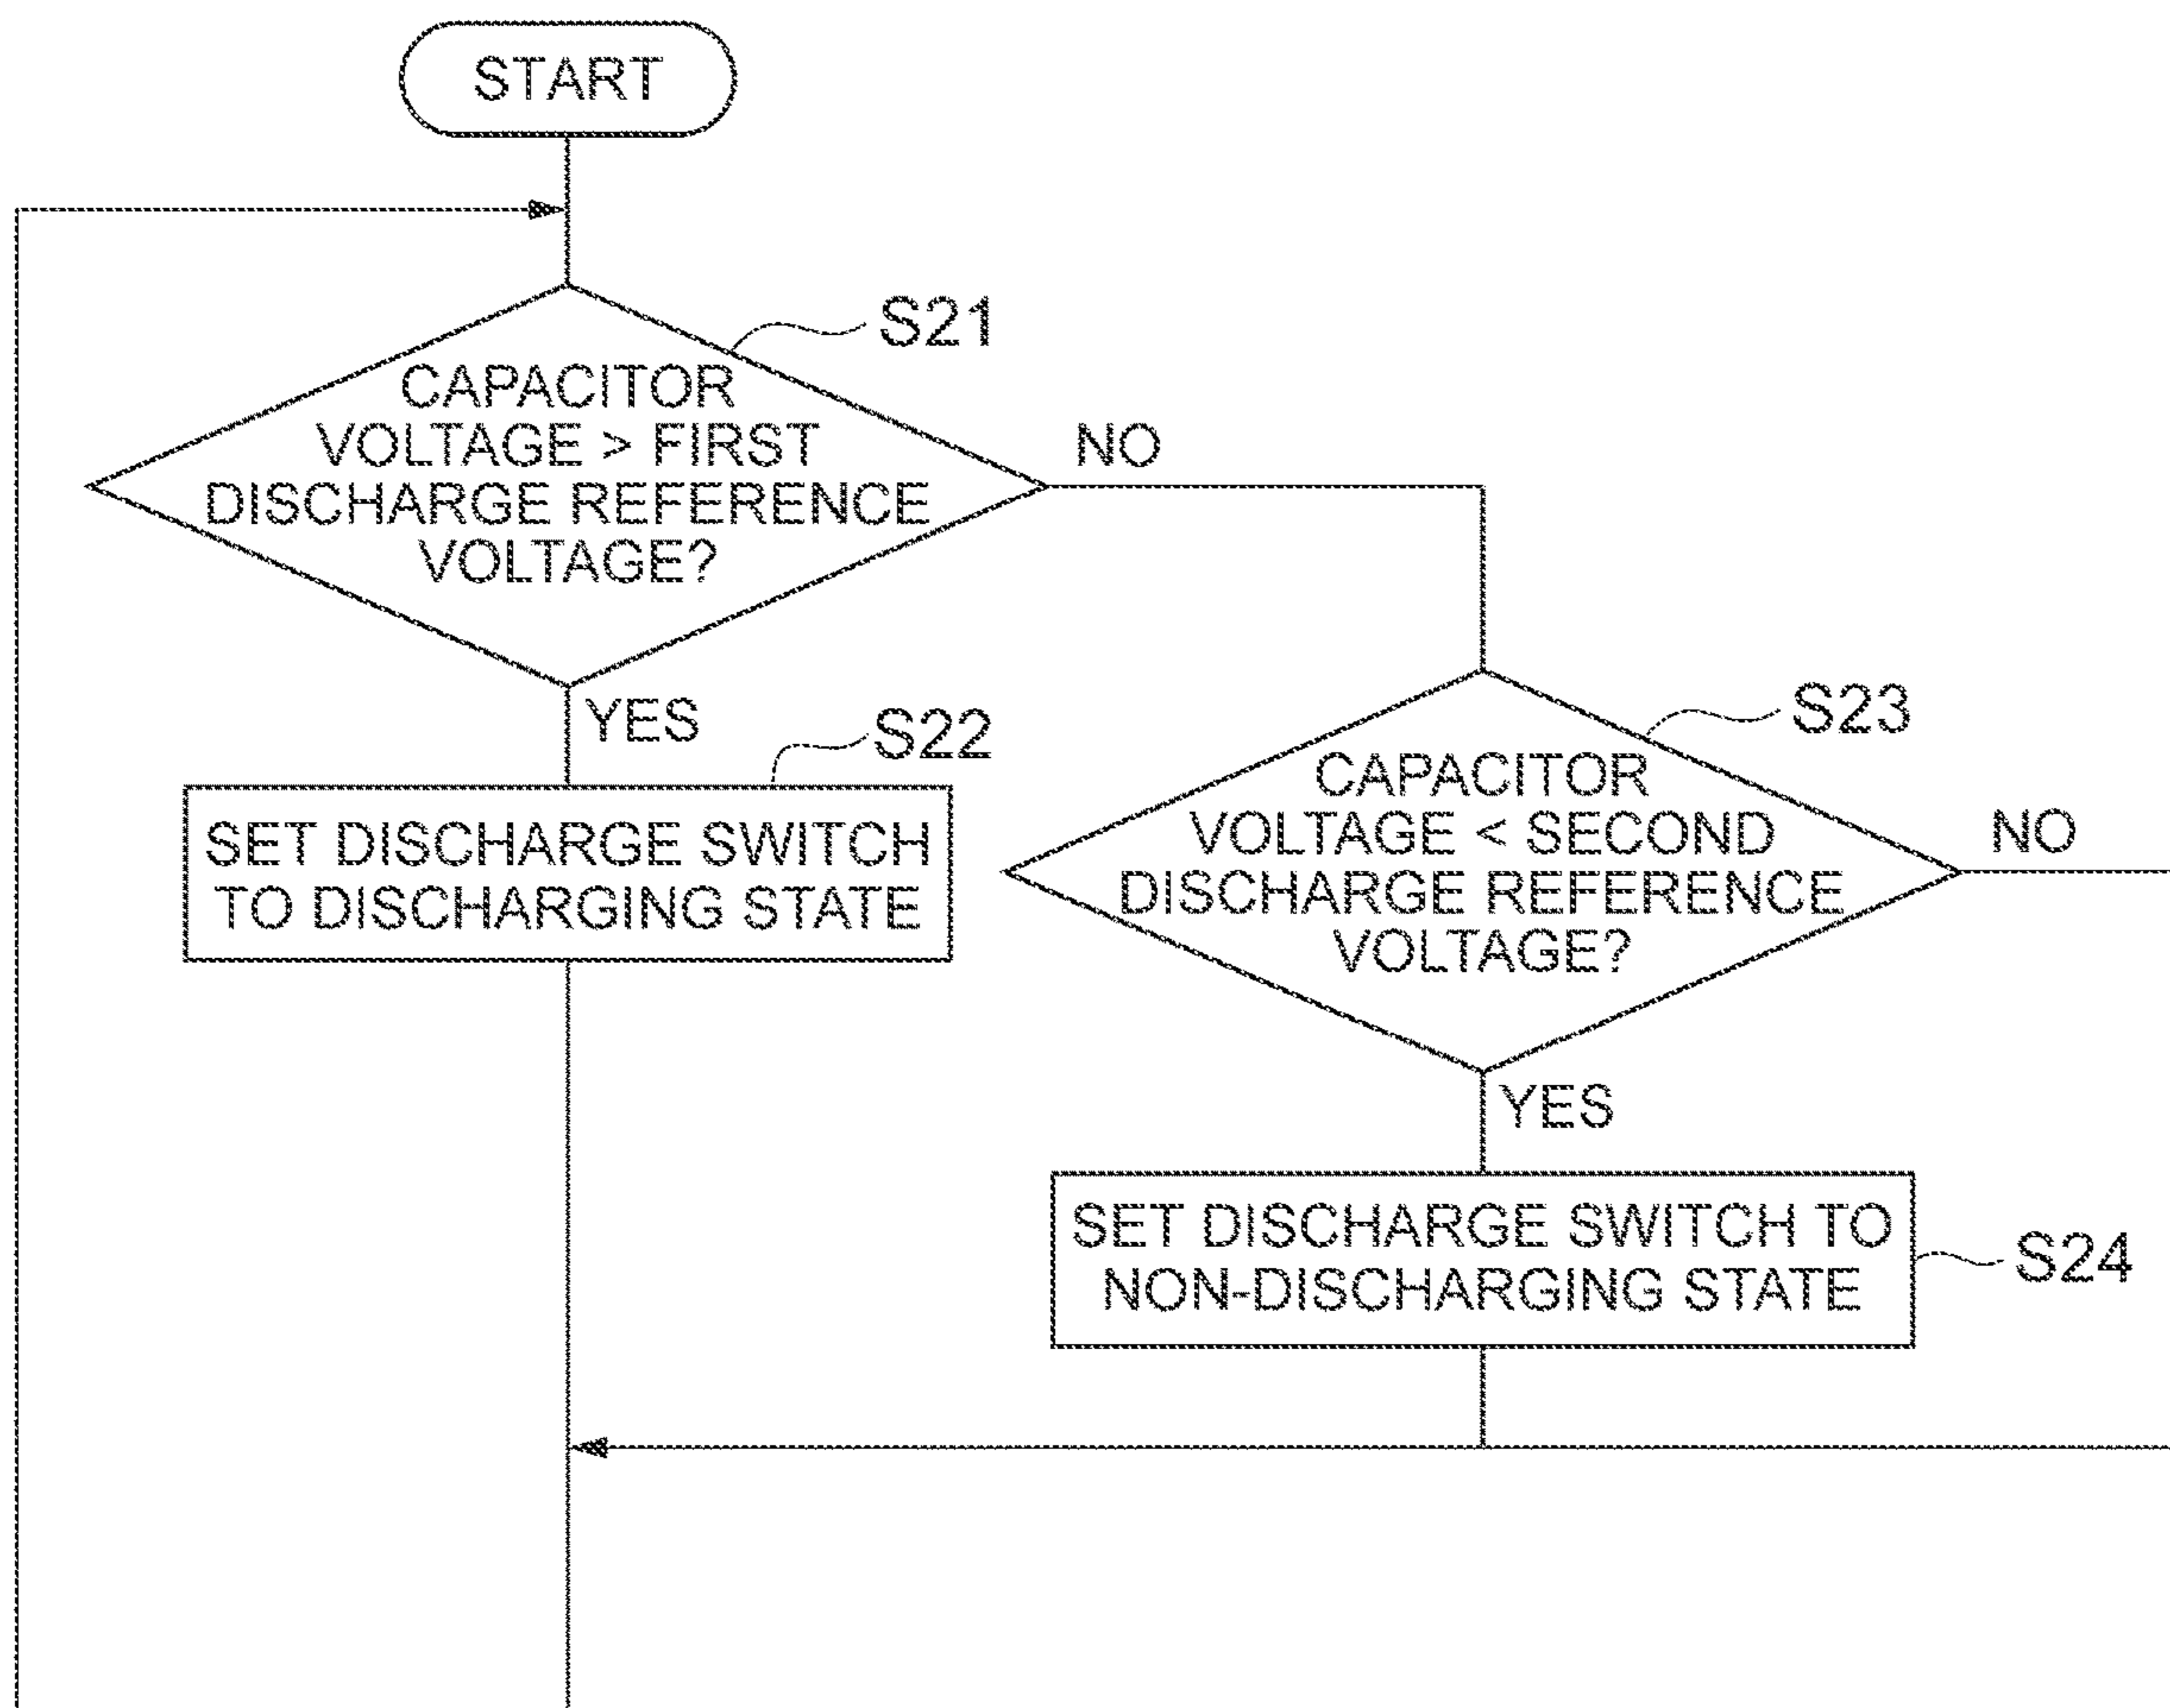 START
S21
CAPACITOR
VOLTAGE > FIRST
DISCHARGE REFERENCE
VOLTAGE?
NO
YES
S22
SET DISCHARGE SWITCH
TO DISCHARGING STATE
S23
CAPACITOR
VOLTAGE < SECOND
DISCHARGE REFERENCE
VOLTAGE?
NO
YES
SET DISCHARGE SWITCH TO
NON-DISCHARGING STATE
S24